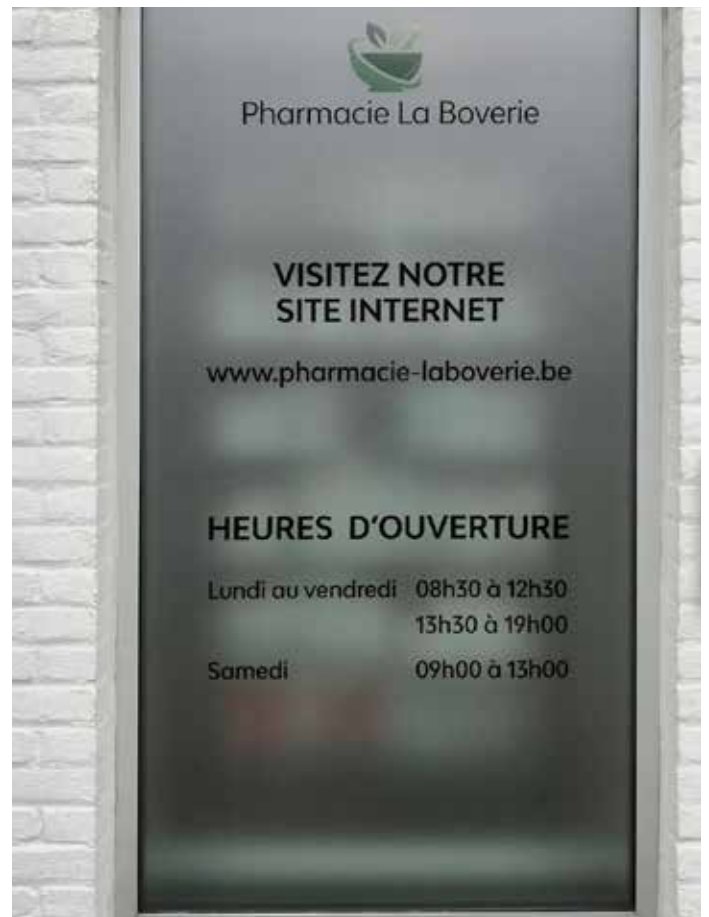 Pharmacie La Boverie
VISITEZ NOTRE
SITE INTERNET
www.pharmacie-laboverie.be
HEURES D'OUVERTURE
Lundi au vendredi 08h30 à 12h30
13h30 à 19h00
Samedi 09h00 à 13h00